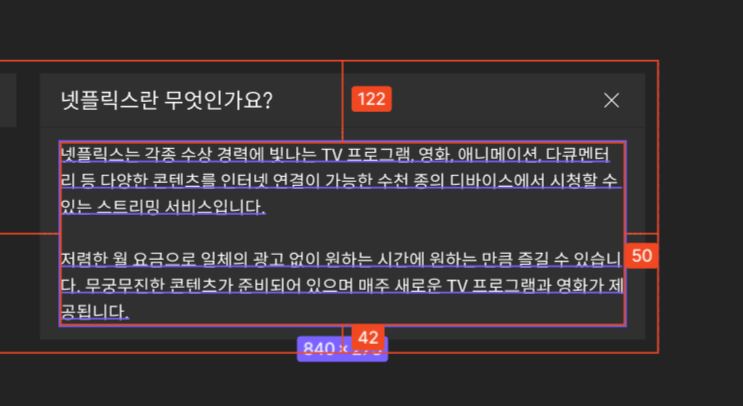 넷플릭스란 무엇인가요?
122
넷플릭스는 각종 수상 경력에 빛나는 TV 프로그램, 영화, 애니메이션, 다큐멘터
리 등 다양한 콘텐츠를 인터넷 연결이 가능한 수천 종의 디바이스에서 시청할 수
있는 스트리밍 서비스입니다.
저렴한 월 요금으로 일체의 광고 없이 원하는 시간에 원하는 만큼 즐길 수 있습니
50
다. 무궁무진한 콘텐츠가 준비되어 있으며 매주 새로운 TV 프로그램과 영화가 제
공됩니다.
42
840 ×